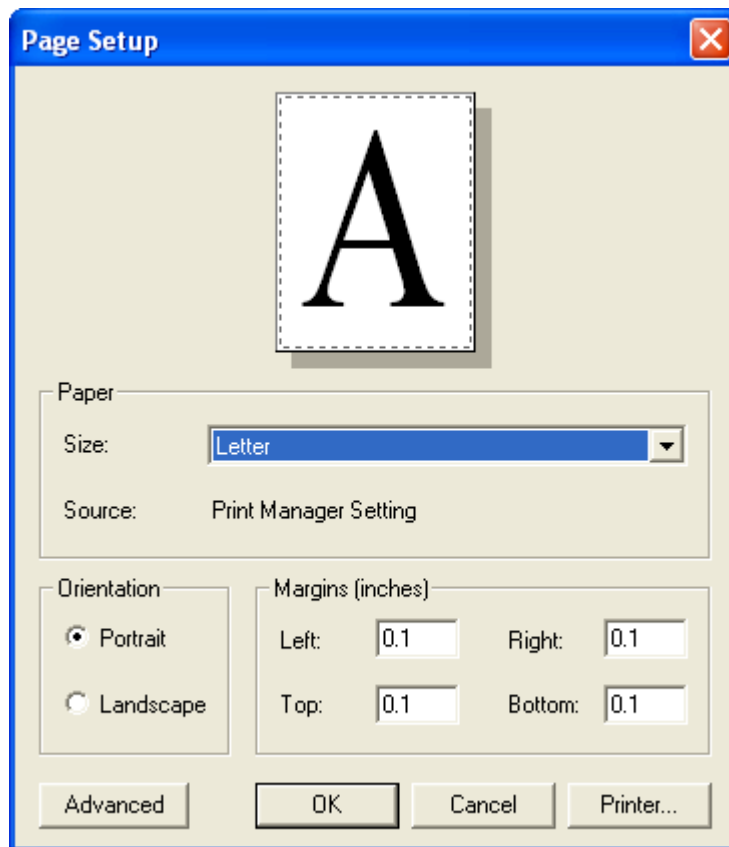 Page Setup
A
Paper
Size: Letter
Source: Print Manager Setting
Orientation
Portrait
Landscape
Margins (inches)
Left: 0.1 Right: 0.1
Top: 0.1 Bottom: 0.1
Advanced OK Cancel Printer...